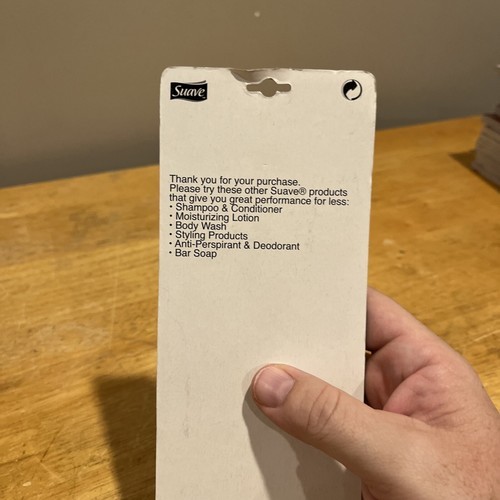 Suave
Thank you for your purchase.
Please try these other Suave® products
that give you great performance for less:
• Shampoo & Conditioner
• Moisturizing Lotion
• Body Wash
• Styling Products
• Anti-Perspirant & Deodorant
• Bar Soap